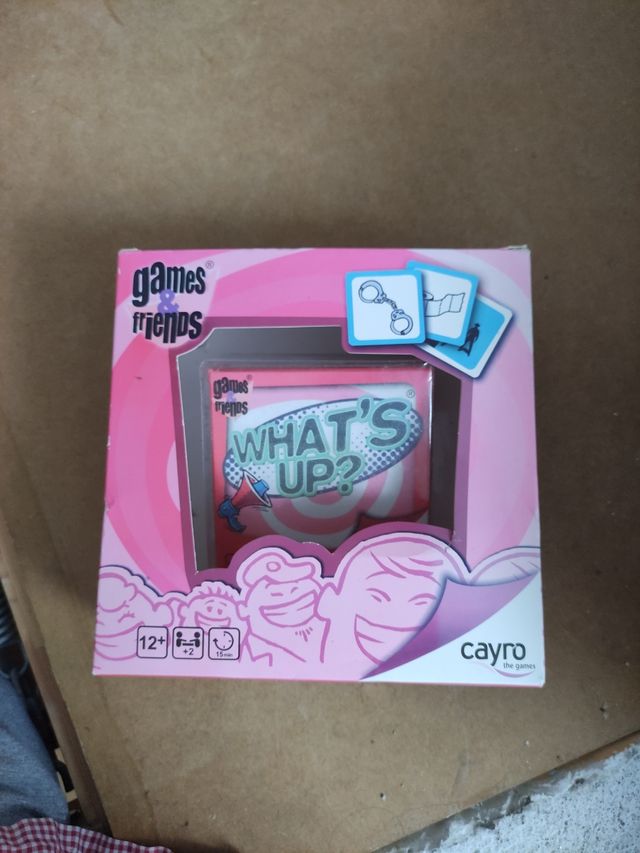 games®
&
friends
games®
&
friends
WHAT'S®
UP?
12+
+2
15 min
cayro
the games